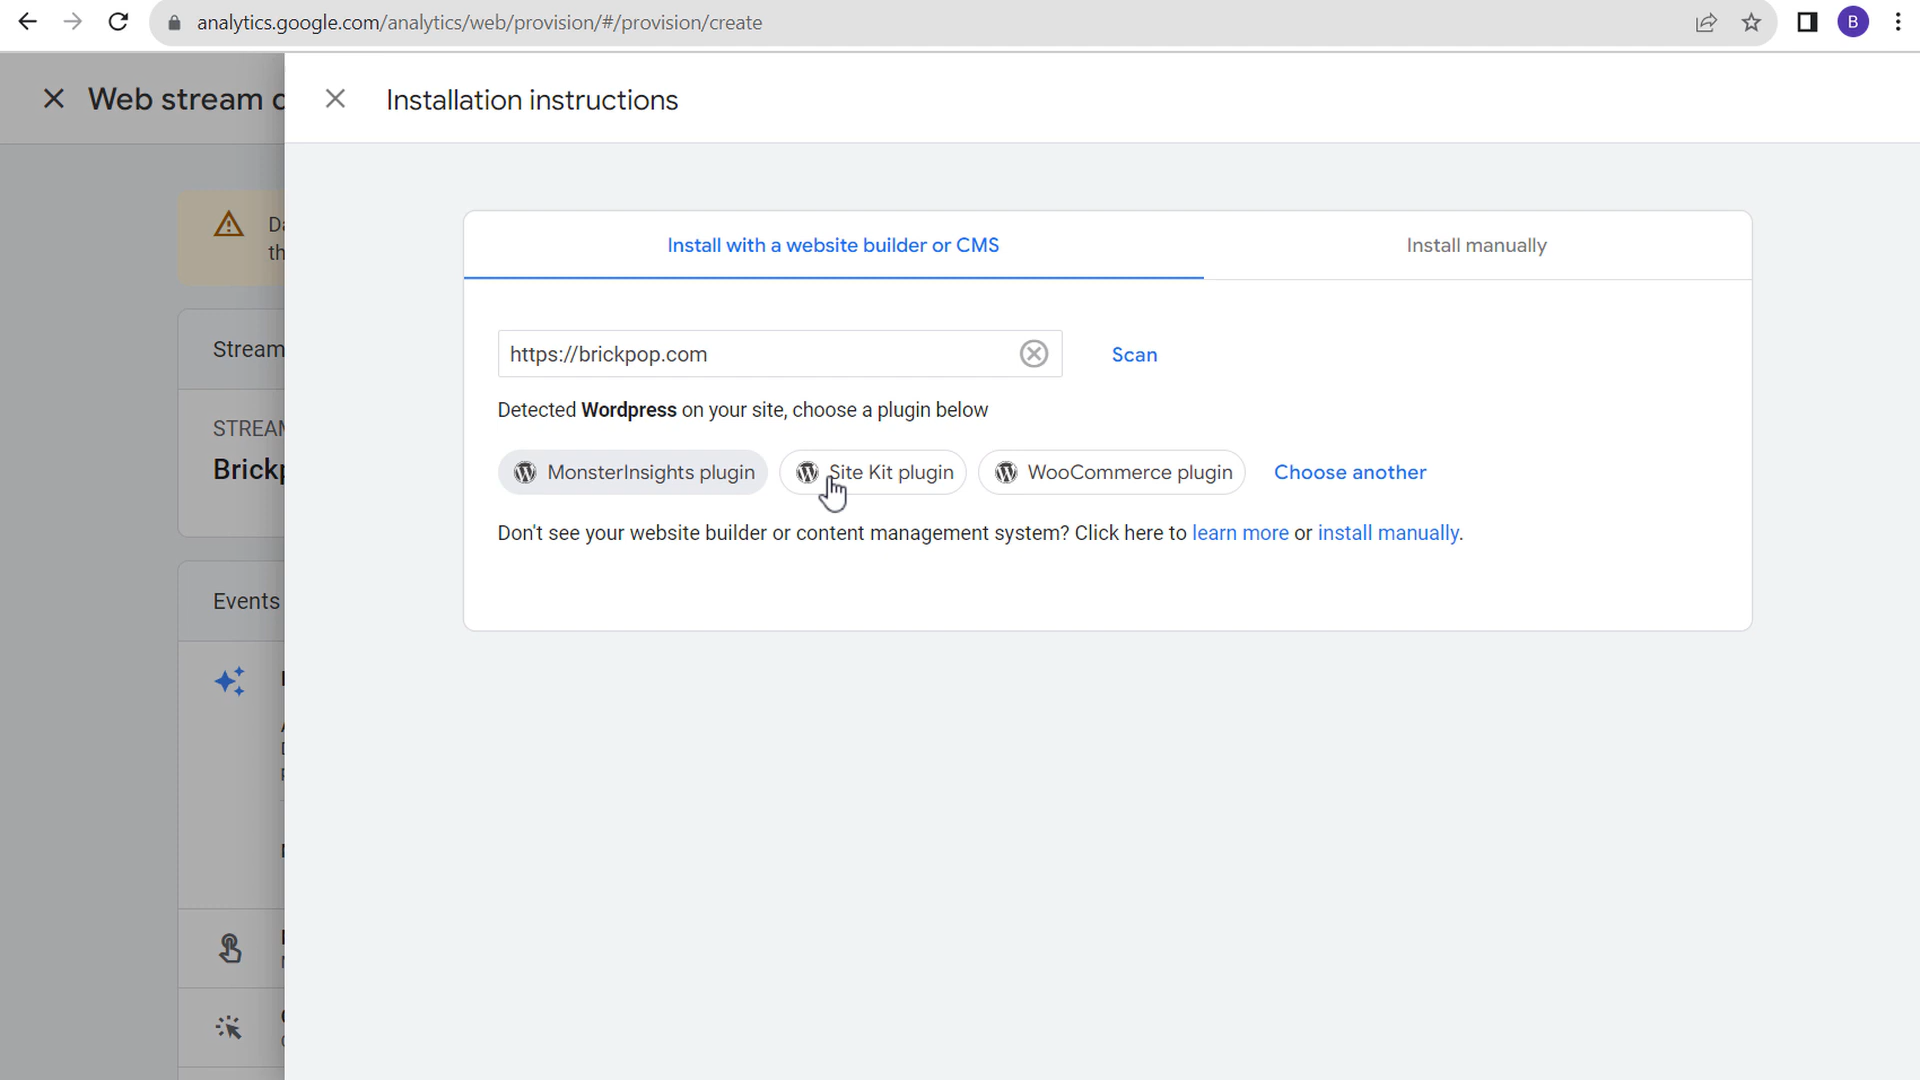 analytics.google.com/analytics/web/provision/#/provision/create
B
Web stream
Installation instructions
Install with a website builder or CMS
Install manually
Stream
https://brickpop.com
Scan
Detected Wordpress on your site, choose a plugin below
STREAM
Brickp
MonsterInsights plugin
Site Kit plugin
WooCommerce plugin
Choose another
Don't see your website builder or content management system? Click here to learn more or install manually.
Events